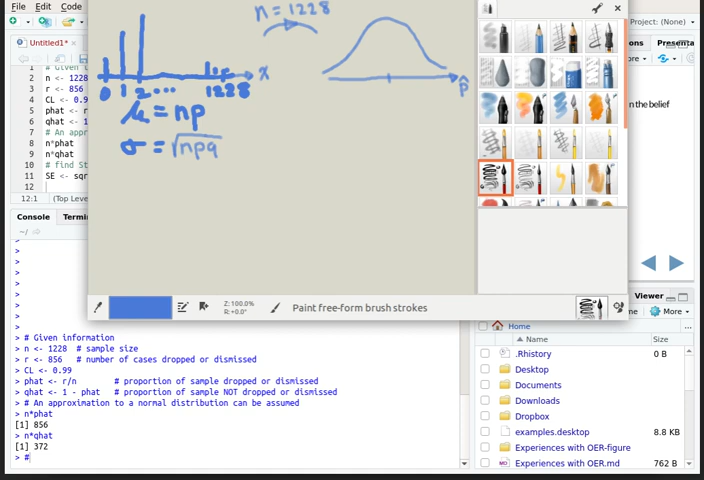 File Edit Code
Project: (None)
Untitled1*
Presenta
ore
1 # Given i
2 n <- 1228
3 r <- 856
4 CL <- 0.9
5 phat <- r
6 qhat <- 1
7 # An appr
8 n*phat
9 n*qhat
10 # find St
11 SE <- sqr
12
12:1 (Top Leve
n = 1228
0 1 2 ... 1228 x
p̂
μ = np
σ = √npq
n the belief
Z: 100.0%
R: +0.0°
Paint free-form brush strokes
Console Termin
~/
>
>
>
>
>
>
>
>
> # Given information
> n <- 1228 # sample size
> r <- 856 # number of cases dropped or dismissed
> CL <- 0.99
> phat <- r/n # proportion of sample dropped or dismissed
> qhat <- 1 - phat # proportion of sample NOT dropped or dismissed
> # An approximation to a normal distribution can be assumed
> n*phat
[1] 856
> n*qhat
[1] 372
> #
Viewer
me More
Home ...
Name Size
.Rhistory 0 B
Desktop
Documents
Downloads
Dropbox
examples.desktop 8.8 KB
Experiences with OER-figure
Experiences with OER.md 762 B